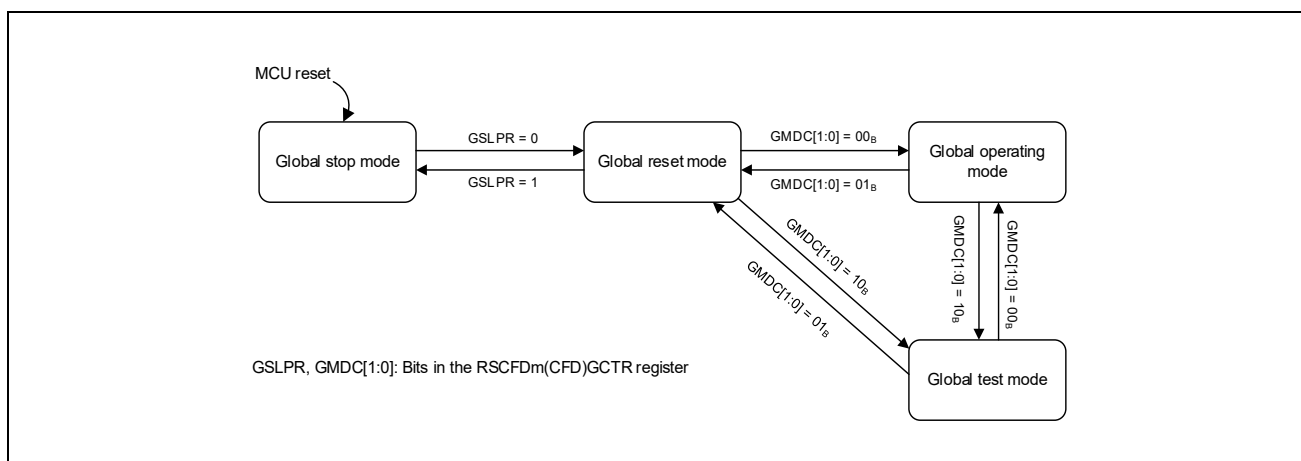 MCU reset
Global stop mode
GSLPR = 0
GSLPR = 1
Global reset mode
GMDC[1:0] = 00B
GMDC[1:0] = 01B
Global operating
mode
GMDC[1:0] = 10B
GMDC[1:0] = 01B
GMDC[1:0] = 10B
GMDC[1:0] = 00B
Global test mode
GSLPR, GMDC[1:0]: Bits in the RSCFDm(CFD)GCTR register